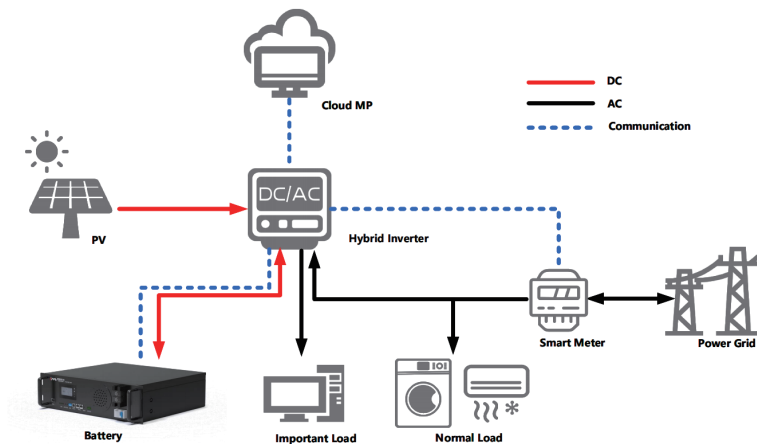 Cloud MP
DC
AC
Communication
DC/AC
PV
Hybrid Inverter
Smart Meter
Power Grid
Battery
Important Load
Normal Load